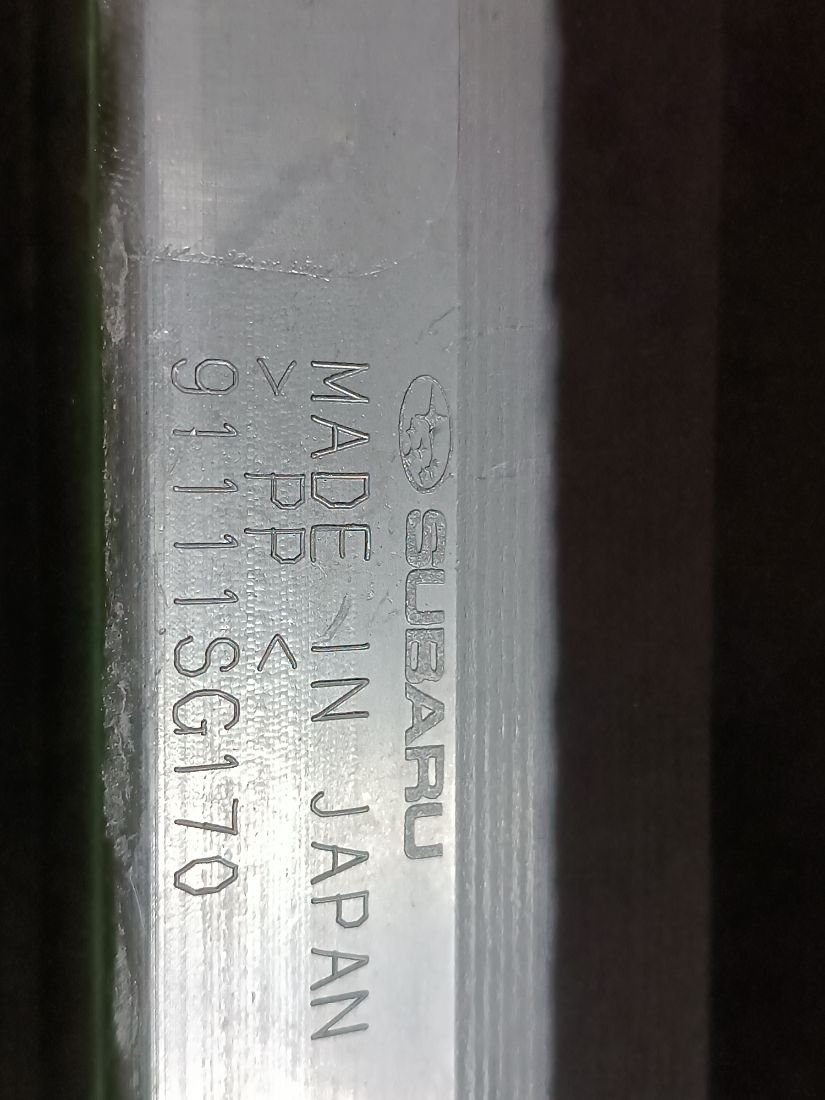 SUBARU
MADE IN JAPAN
> PP <
91111SG170